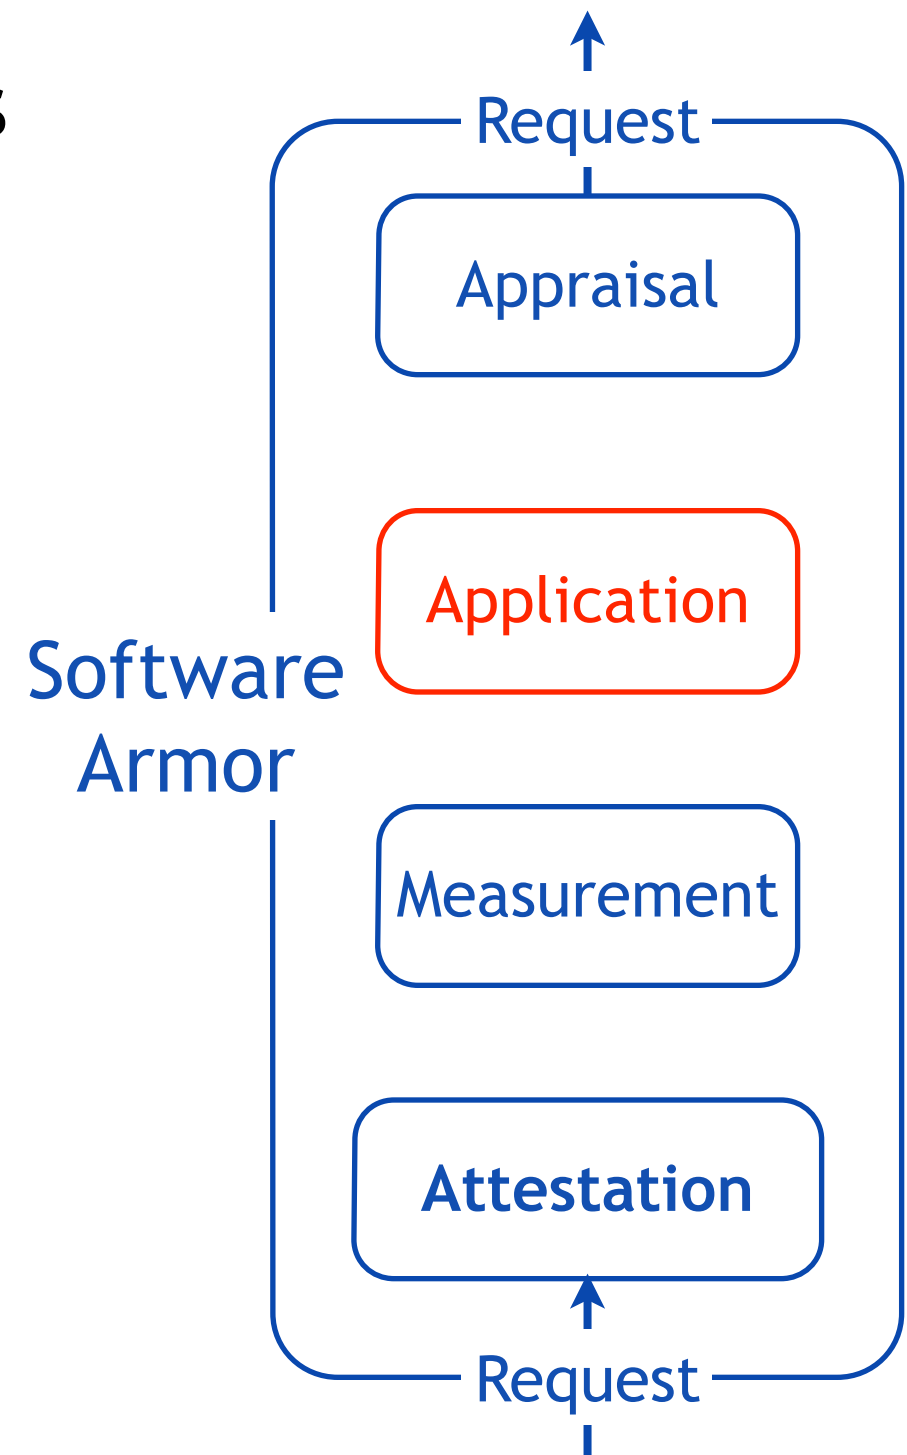 Request
Appraisal
Application
Software
Armor
Measurement
Attestation
Request